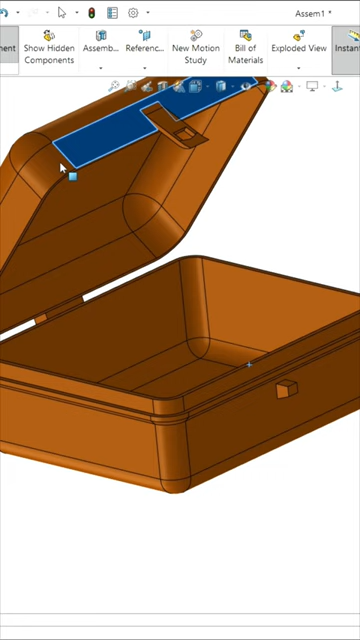 Assem1 *
ment Show Hidden Components Assemb... Referenc... New Motion Study Bill of Materials Exploded View Instant